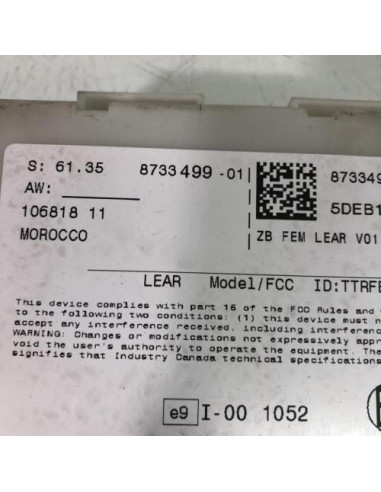 S: 61.35 8733499 -01 873349
AW:
106818 11 5DEB1
MOROCCO ZB FEM LEAR V01
LEAR Model/FCC ID:TTRFE
This device complies with part 15 of the FCC Rules and
to the following two conditions: (1) this device must n
accept any interference received, including interferenc
WARNING: Changes or modifications not expressively appr
void the user's authority to operate the equipment. The
signifies that Industry Canada technical specifications
e9 I-00 1052